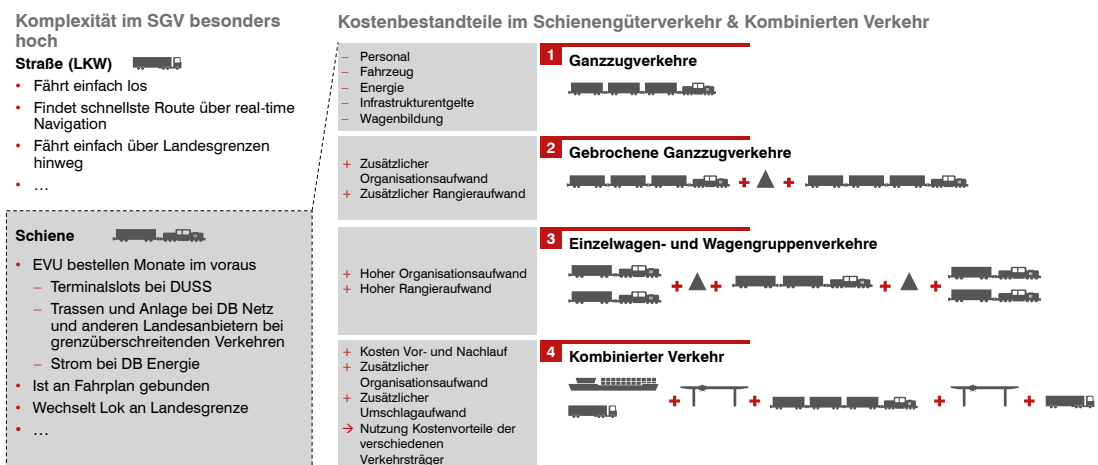 Komplexität im SGV besonders
hoch
Straße (LKW)
• Fährt einfach los
• Findet schnellste Route über real-time
Navigation
• Fährt einfach über Landesgrenzen
hinweg
• …
Schiene
• EVU bestellen Monate im voraus
– Terminalslots bei DUSS
– Trassen und Anlage bei DB Netz
und anderen Landesanbietern bei
grenzüberschreitenden Verkehren
– Strom bei DB Energie
• Ist an Fahrplan gebunden
• Wechselt Lok an Landesgrenze
• …
Kostenbestandteile im Schienengüterverkehr & Kombinierten Verkehr
– Personal
– Fahrzeug
– Energie
– Infrastrukturentgelte
– Wagenbildung
1 Ganzzugverkehre
+ Zusätzlicher
Organisationsaufwand
+ Zusätzlicher Rangieraufwand
2 Gebrochene Ganzzugverkehre
+ +
+ Hoher Organisationsaufwand
+ Hoher Rangieraufwand
3 Einzelwagen- und Wagengruppenverkehre
+ + + +
+ Kosten Vor- und Nachlauf
+ Zusätzlicher
Organisationsaufwand
+ Zusätzlicher
Umschlagaufwand
→ Nutzung Kostenvorteile der
verschiedenen
Verkehrsträger
4 Kombinierter Verkehr
+ + + +